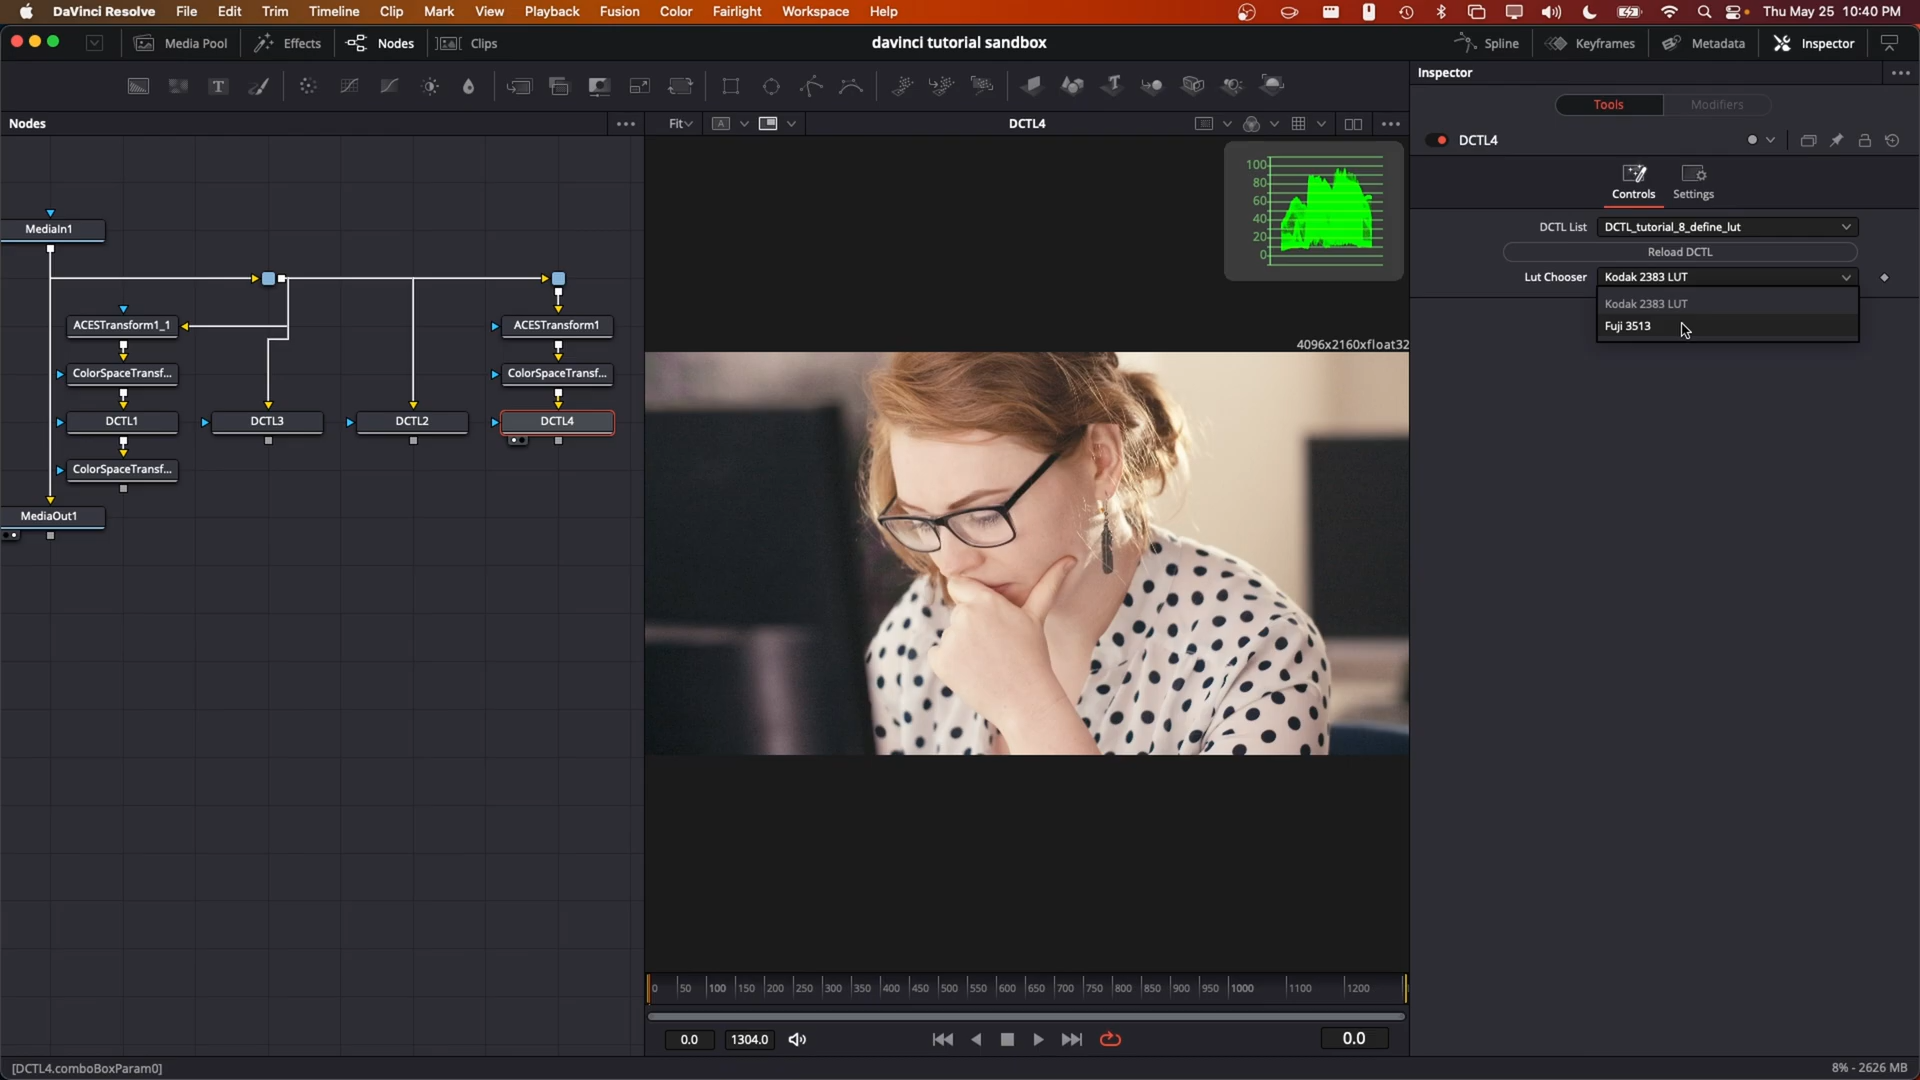 DaVinci Resolve File Edit Trim Timeline Clip Mark View Playback Fusion Color Fairlight Workspace Help Thu May 25 10:40 PM
Media Pool Effects Nodes Clips davinci tutorial sandbox Spline Keyframes Metadata Inspector
Inspector
Tools Modifiers
Nodes Fit A DCTL4
DCTL4
Controls Settings
DCTL List DCTL_tutorial_8_define_lut
Reload DCTL
Lut Chooser Kodak 2383 LUT
Kodak 2383 LUT
Fuji 3513
100
80
60
40
20
0
4096x2160xfloat32
MediaIn1
ACESTransform1_1 ACESTransform1
ColorSpaceTransf... ColorSpaceTransf...
DCTL1 DCTL3 DCTL2 DCTL4
ColorSpaceTransf...
MediaOut1
0 50 100 150 200 250 300 350 400 450 500 550 600 650 700 750 800 850 900 950 1000 1100 1200
0.0 1304.0 0.0
[DCTL4.comboBoxParam0] 8% - 2626 MB